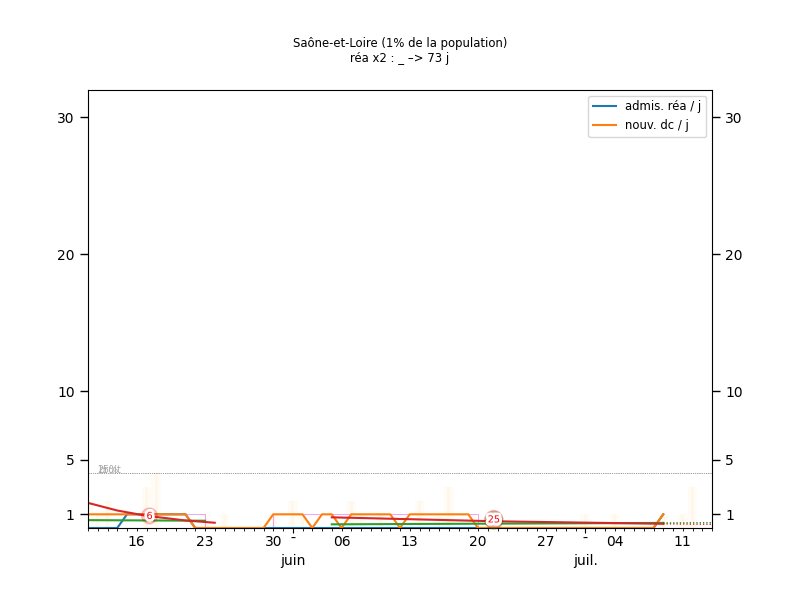 Saône-et-Loire (1% de la population)
réa x2 : _ –> 73 j
admis. réa / j
nouv. dc / j
30 30
20 20
10 10
5 5
1 1
6
25
16 23 30 - 06 13 20 27 - 04 11
juin juil.